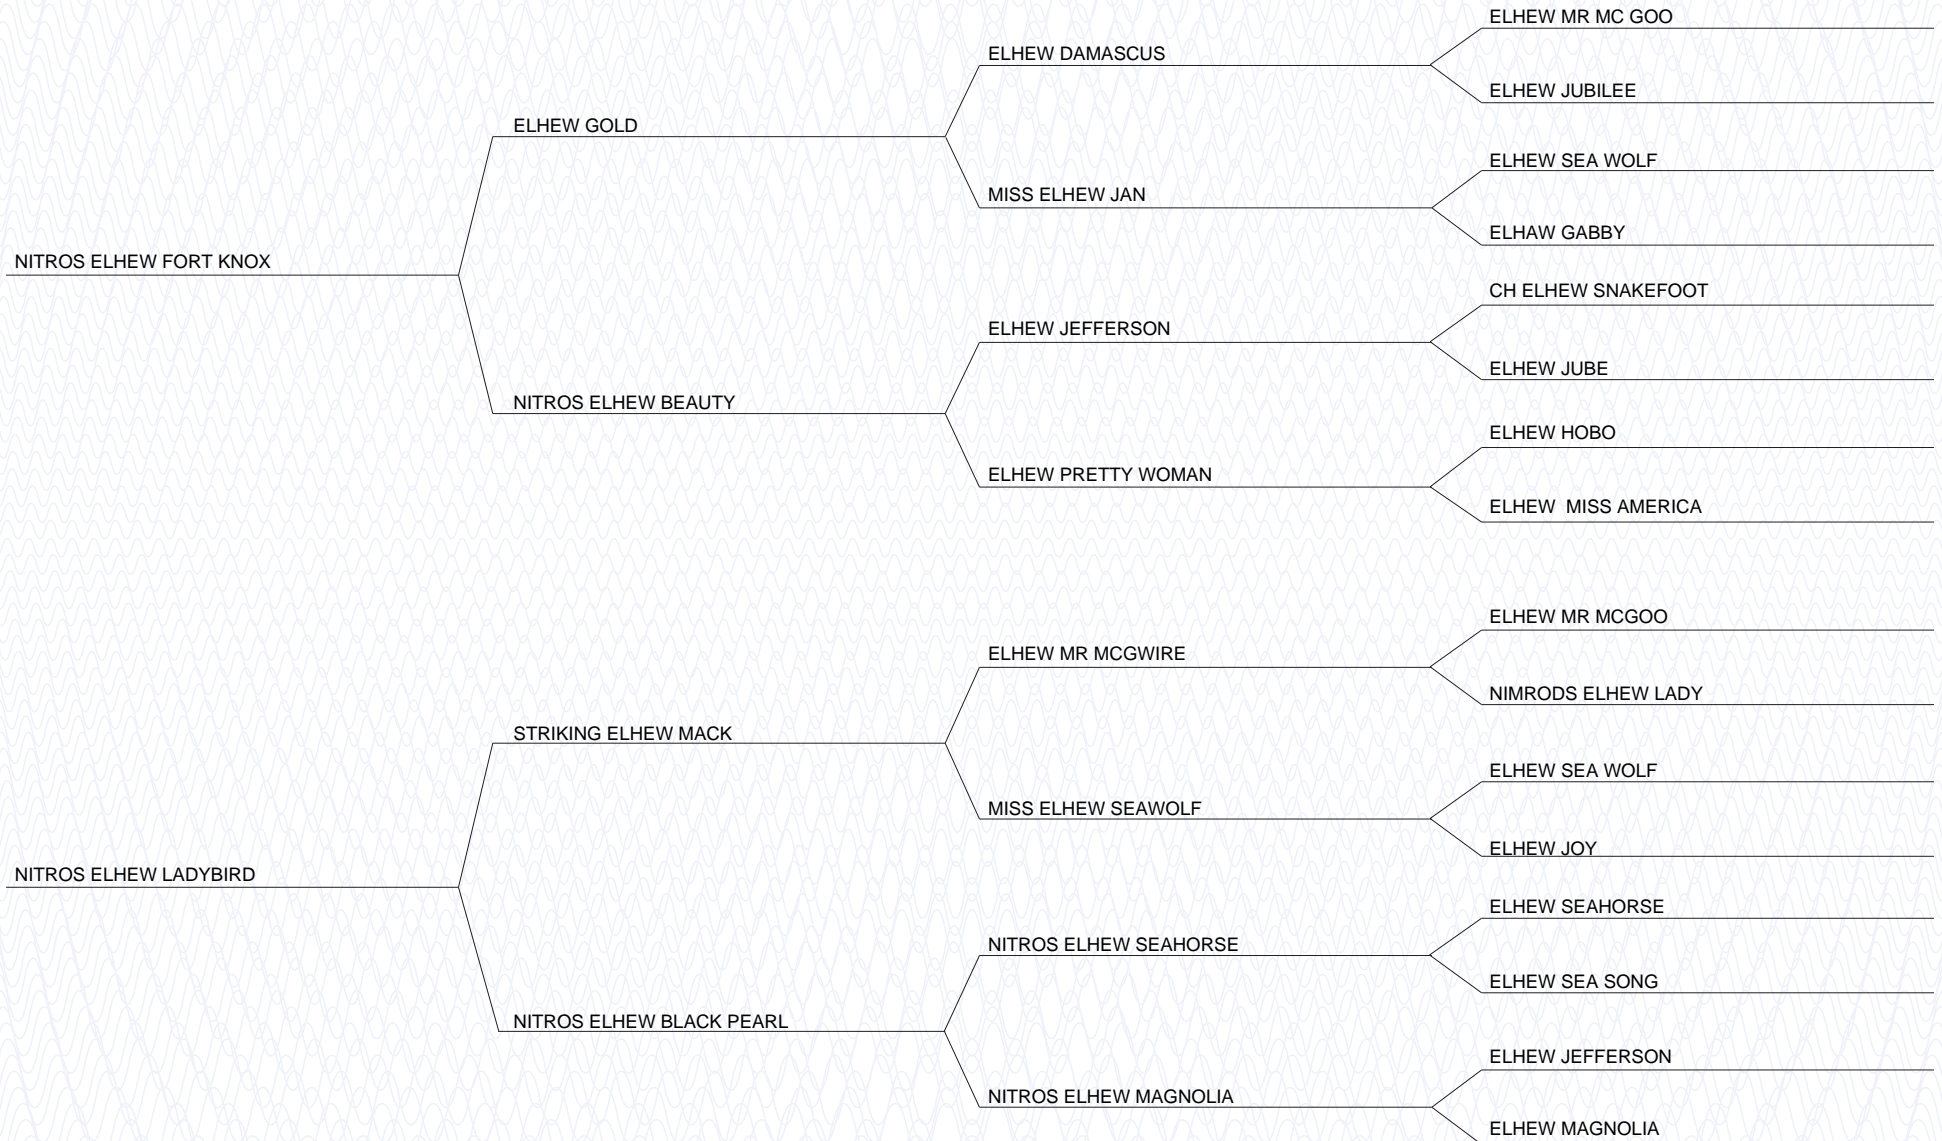 ELHEW MR MC GOO
ELHEW DAMASCUS
ELHEW JUBILEE
ELHEW GOLD
ELHEW SEA WOLF
MISS ELHEW JAN
ELHAW GABBY
NITROS ELHEW FORT KNOX
CH ELHEW SNAKEFOOT
ELHEW JEFFERSON
ELHEW JUBE
NITROS ELHEW BEAUTY
ELHEW HOBO
ELHEW PRETTY WOMAN
ELHEW  MISS AMERICA
ELHEW MR MCGOO
ELHEW MR MCGWIRE
NIMRODS ELHEW LADY
STRIKING ELHEW MACK
ELHEW SEA WOLF
MISS ELHEW SEAWOLF
ELHEW JOY
NITROS ELHEW LADYBIRD
ELHEW SEAHORSE
NITROS ELHEW SEAHORSE
ELHEW SEA SONG
NITROS ELHEW BLACK PEARL
ELHEW JEFFERSON
NITROS ELHEW MAGNOLIA
ELHEW MAGNOLIA